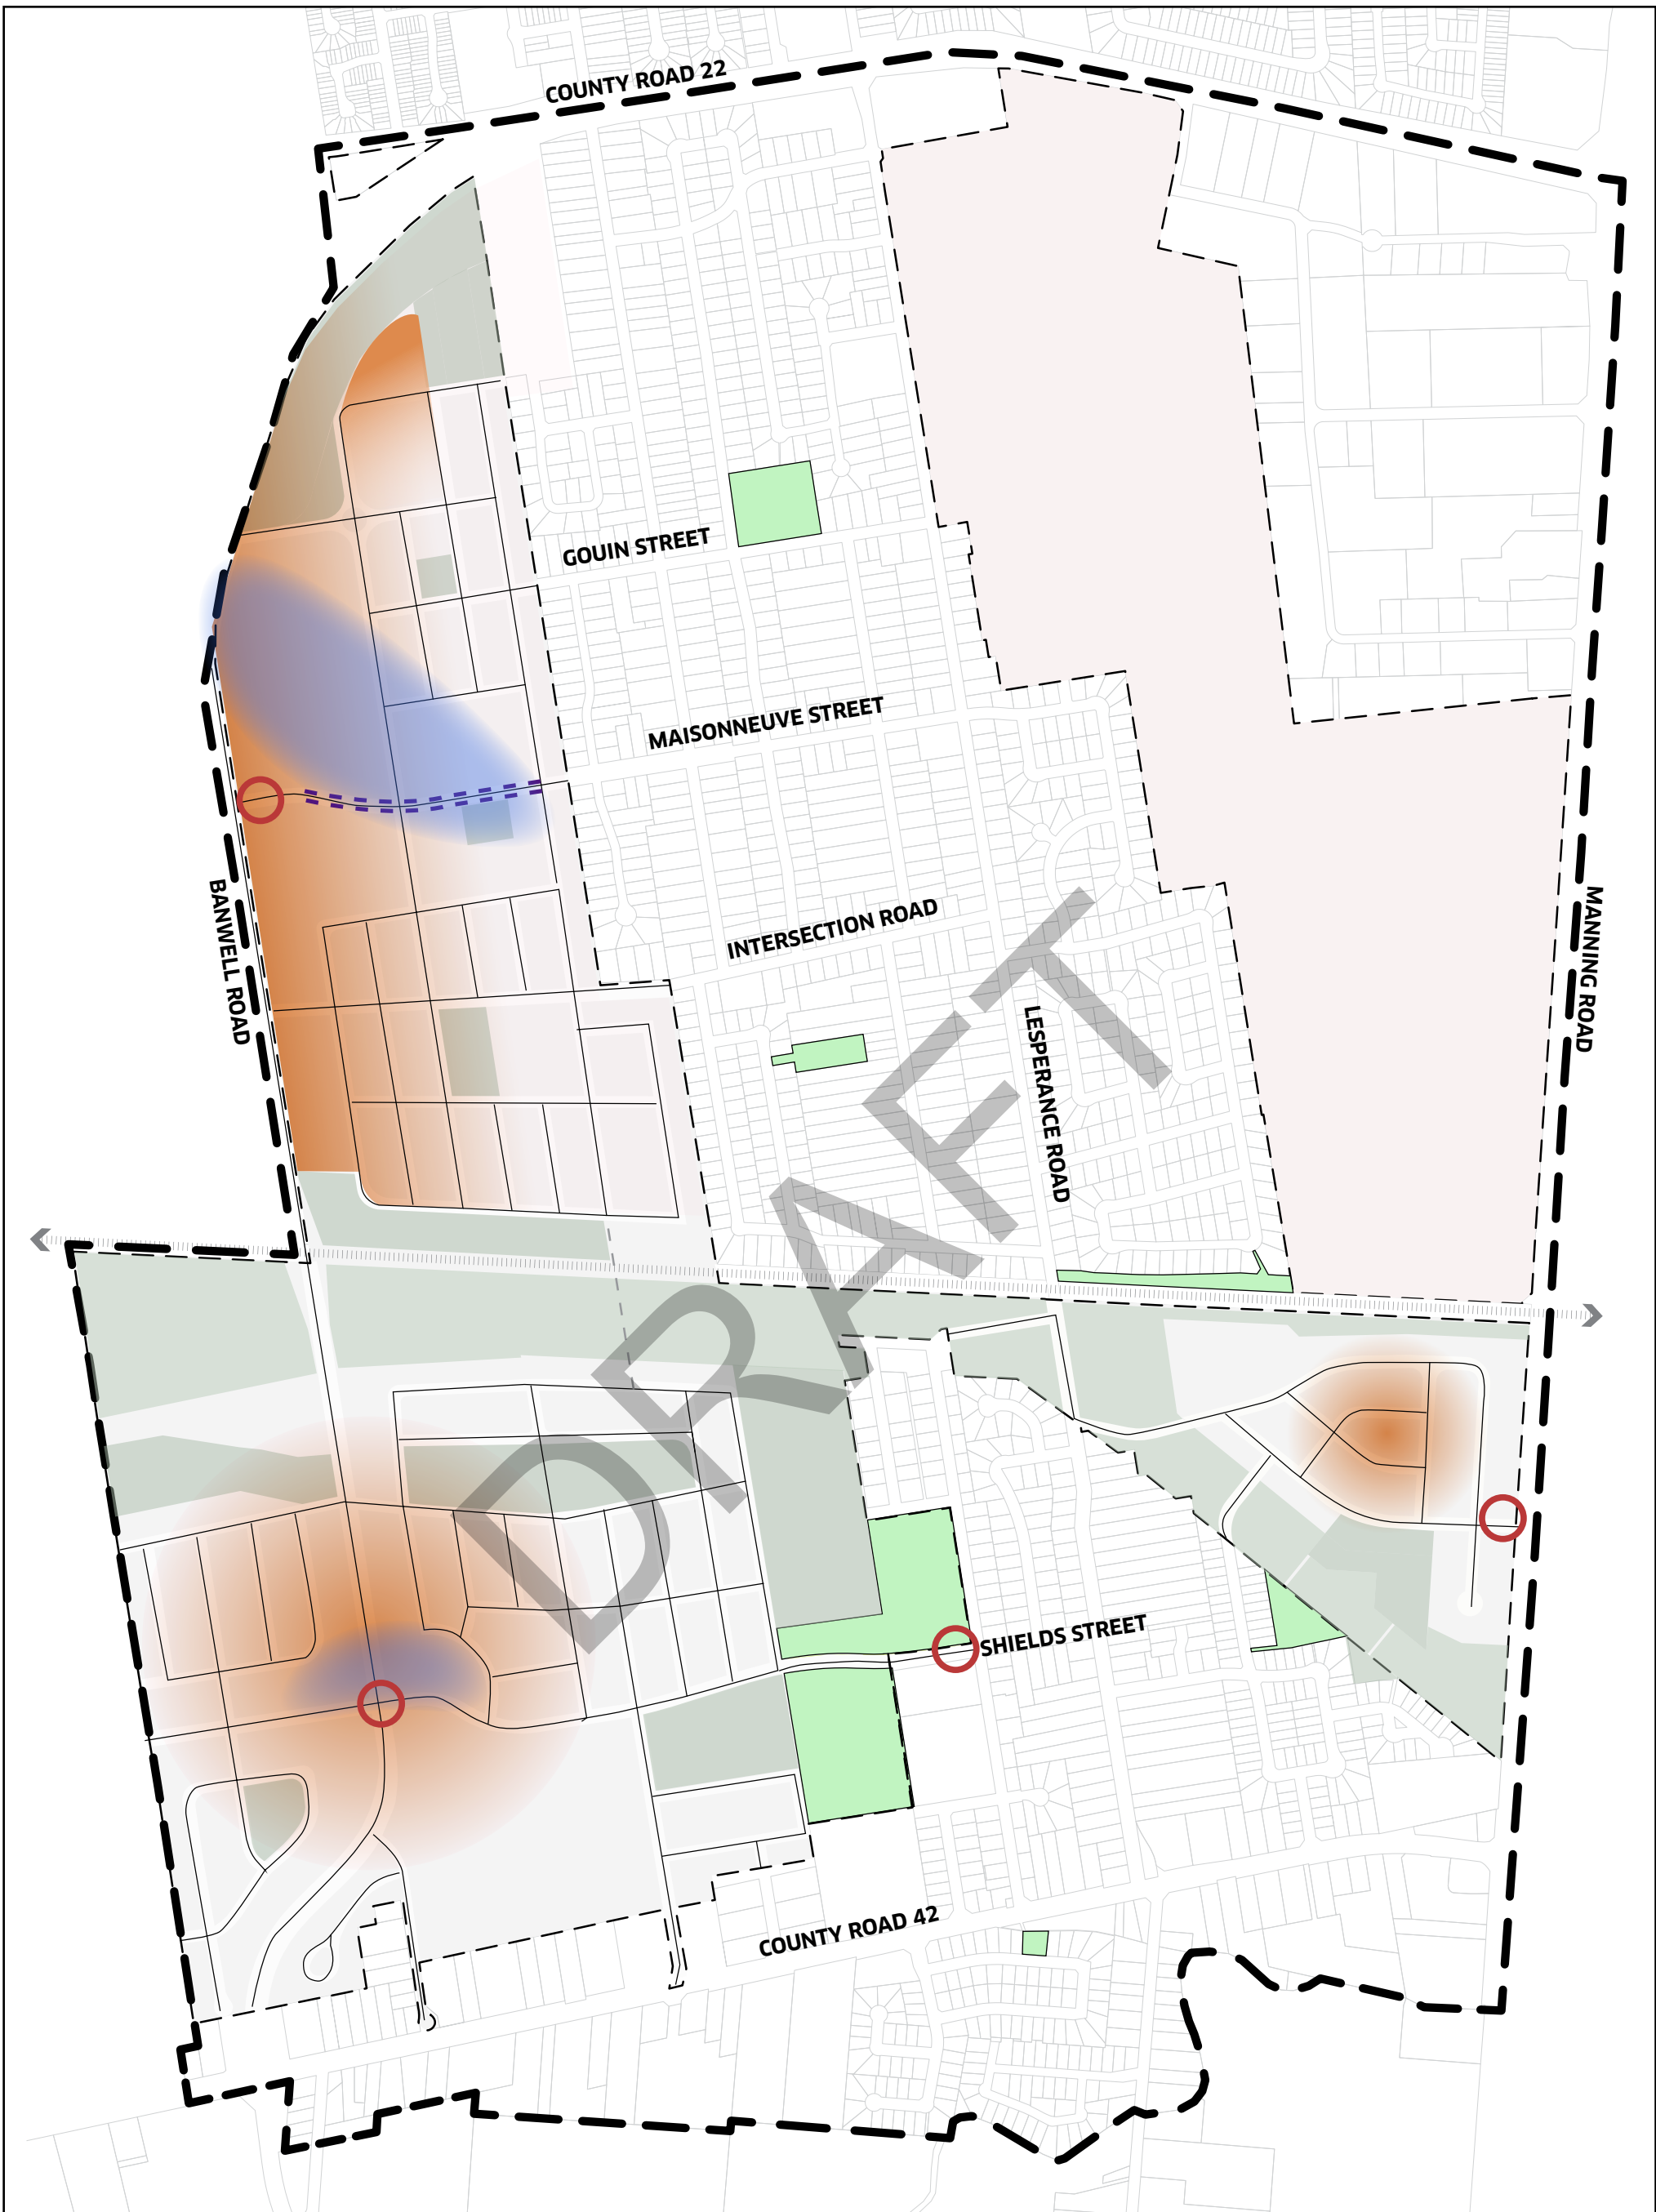 COUNTY ROAD 22
GOUIN STREET
MAISONNEUVE STREET
BANWELL ROAD
INTERSECTION ROAD
MANNING ROAD
LESPERANCE ROAD
DRAFT
SHIELDS STREET
COUNTY ROAD 42